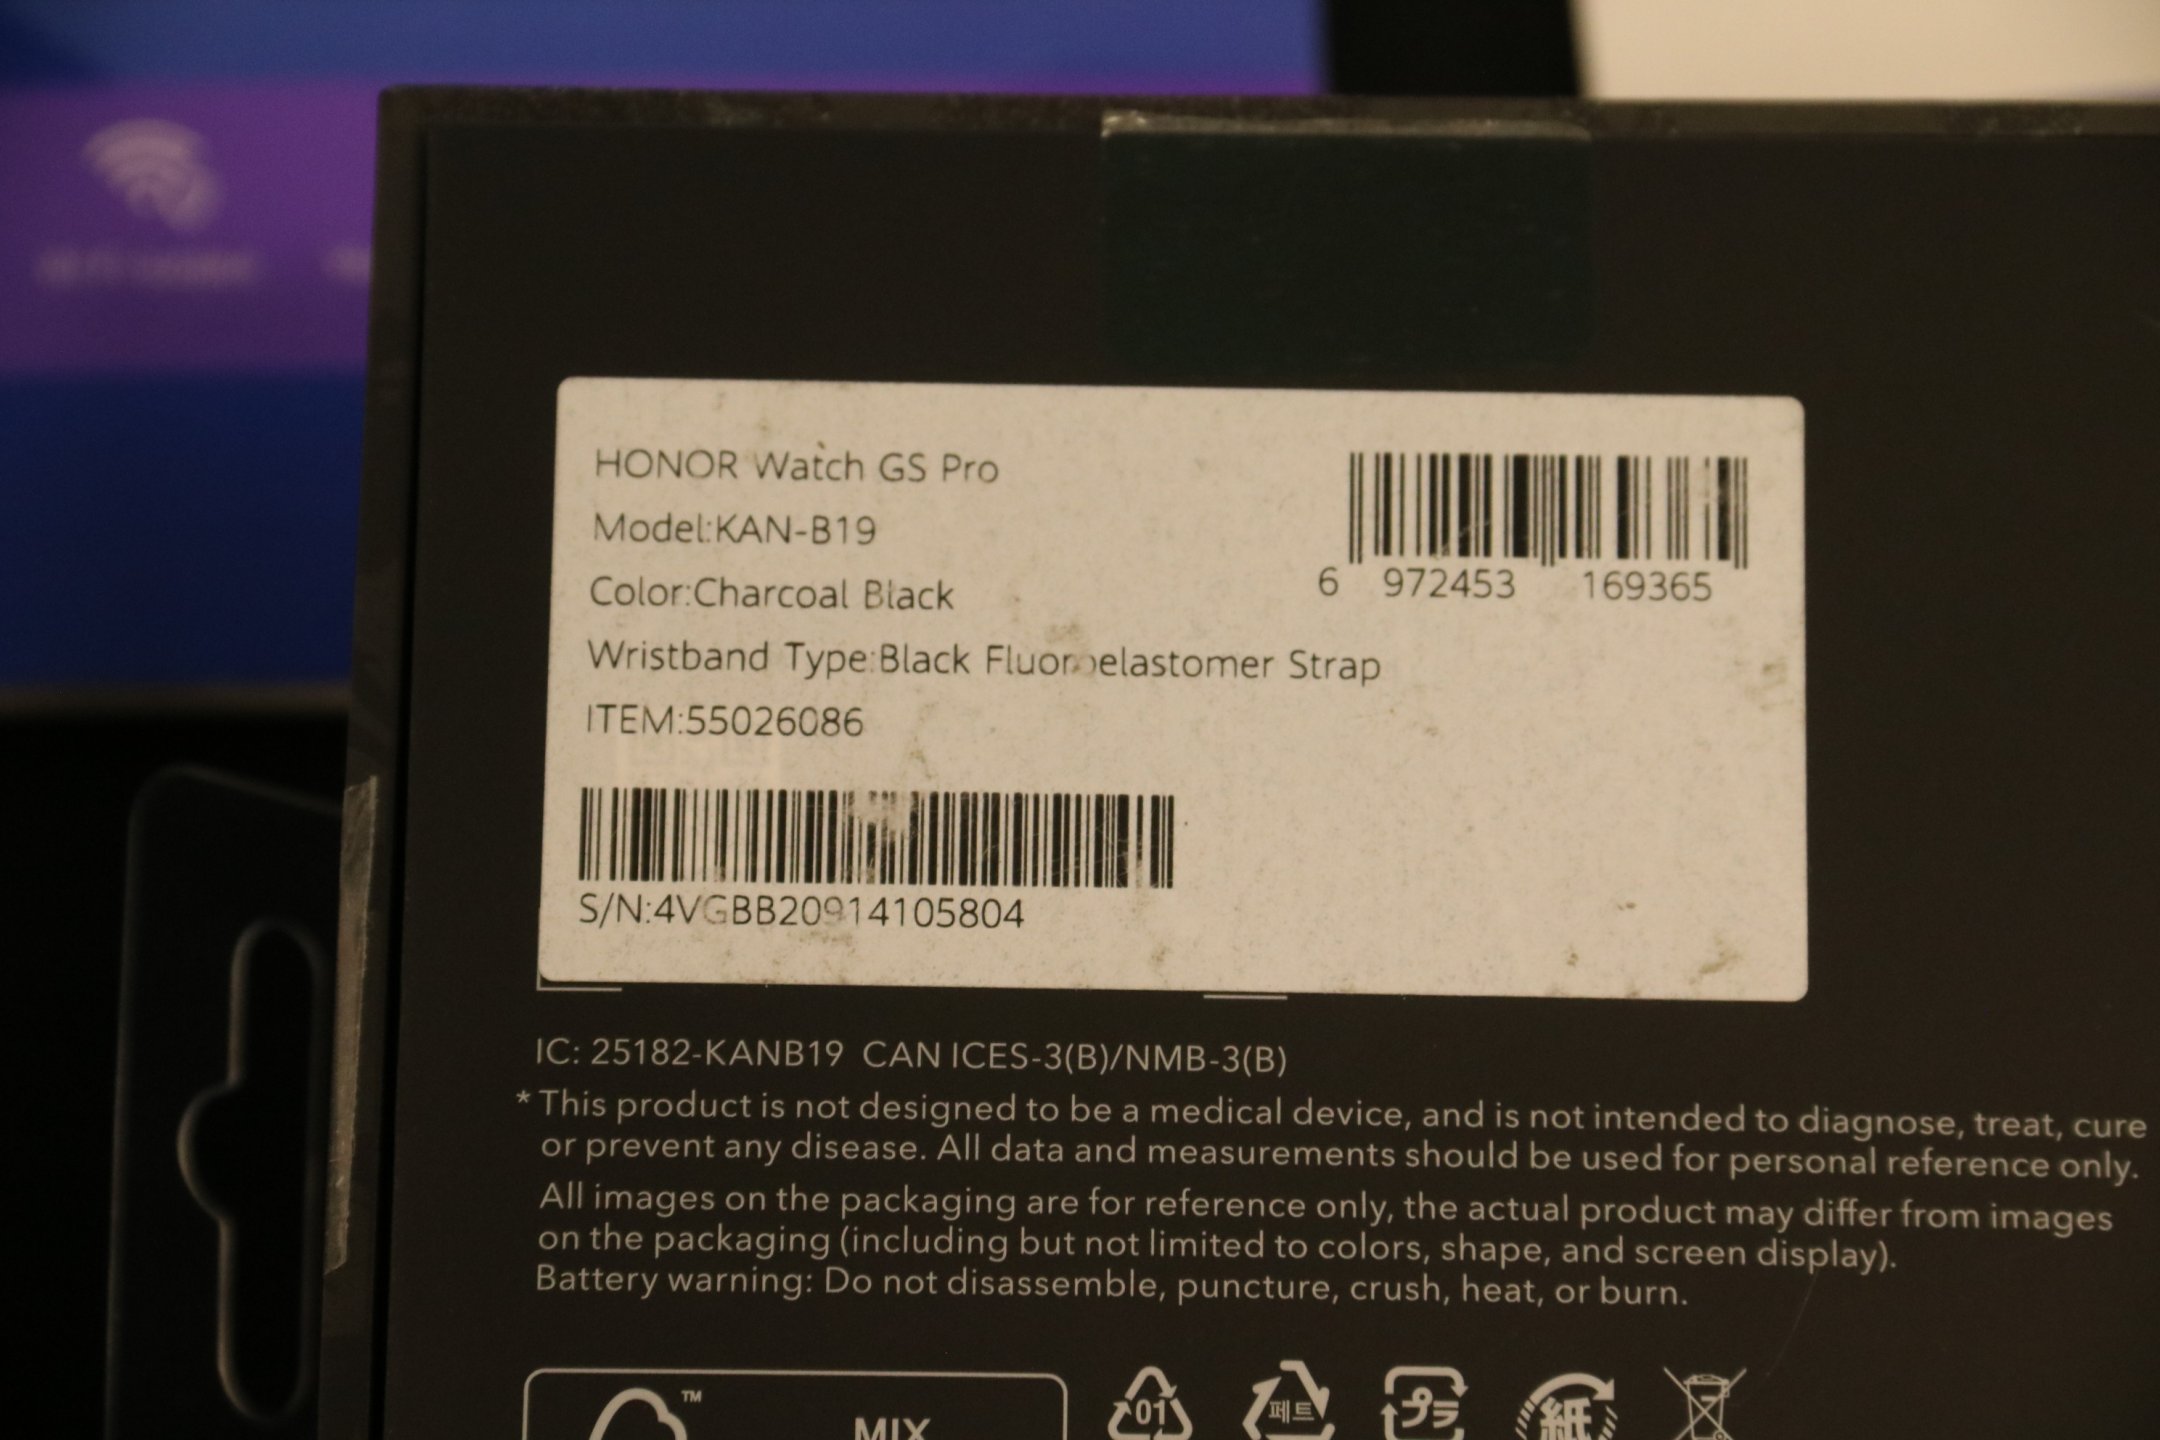 HONOR Watch GS Pro
Model:KAN-B19
Color:Charcoal Black
Wristband Type:Black Fluoroelastomer Strap
ITEM:55026086
6 972453 169365
S/N:4VGBB20914105804
IC: 25182-KANB19 CAN ICES-3(B)/NMB-3(B)
* This product is not designed to be a medical device, and is not intended to diagnose, treat, cure
or prevent any disease. All data and measurements should be used for personal reference only.
All images on the packaging are for reference only, the actual product may differ from images
on the packaging (including but not limited to colors, shape, and screen display).
Battery warning: Do not disassemble, puncture, crush, heat, or burn.
™ MIX 01 페트 プラ 紙